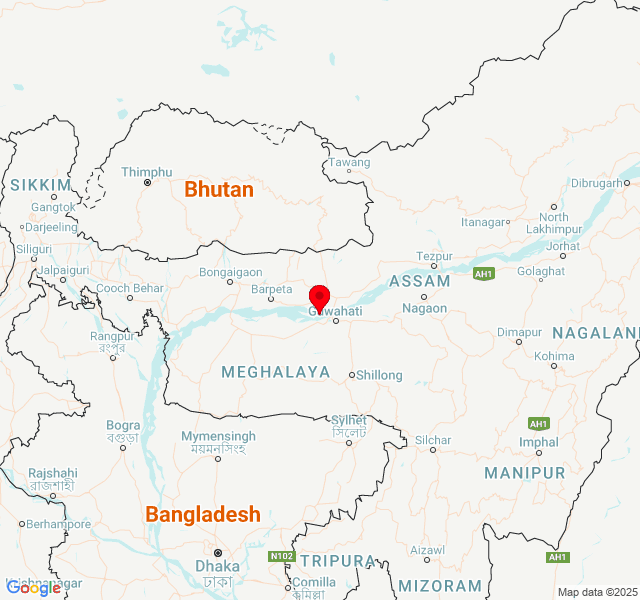 Tawang
Thimphu
Bhutan
SIKKIM
Gangtok
Dibrugarh
Darjeeling
Itanagar
North
Lakhimpur
Siliguri
Jorhat
Tezpur
AH1
Jalpaiguri
Bongaigaon
ASSAM
Golaghat
Cooch Behar
Barpeta
Nagaon
Guwahati
Rangpur
রংপুর
Dimapur
NAGALAND
Kohima
MEGHALAYA
Shillong
Bogra
বগুড়া
Sylhet
সিলেট
AH1
Mymensingh
ময়মনসিংহ
Silchar
Imphal
Rajshahi
রাজশাহী
MANIPUR
Berhampore
Bangladesh
Dhaka
ঢাকা
N102
TRIPURA
Aizawl
AH1
Krishnanagar
Comilla
কুমিল্লা
MIZORAM
Google
Map data ©2025